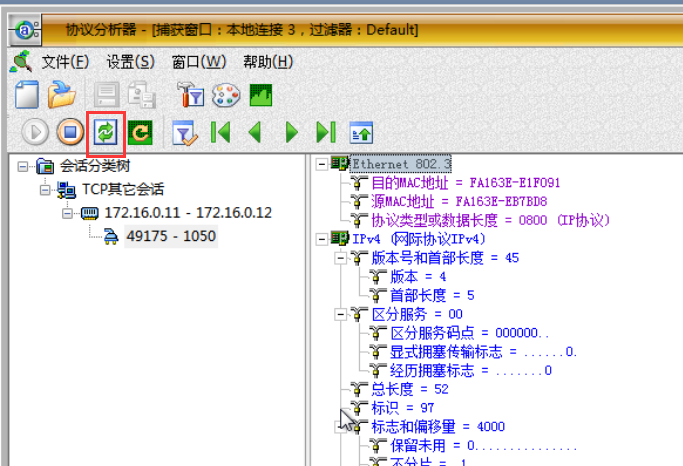 协议分析器 - [捕获窗口：本地连接 3，过滤器：Default]
文件(F) 设置(S) 窗口(W) 帮助(H)
会话分类树
TCP其它会话
172.16.0.11 - 172.16.0.12
49175 - 1050
Ethernet 802.3
目的MAC地址 = FA163E-E1F091
源MAC地址 = FA163E-EB7BD8
协议类型或数据长度 = 0800 (IP协议)
IPv4 (网际协议IPv4)
版本号和首部长度 = 45
版本 = 4
首部长度 = 5
区分服务 = 00
区分服务码点 = 000000..
显式拥塞传输标志 = ......0.
经历拥塞标志 = .......0
总长度 = 52
标识 = 97
标志和偏移量 = 4000
保留未用 = 0...............
不分片 = .1